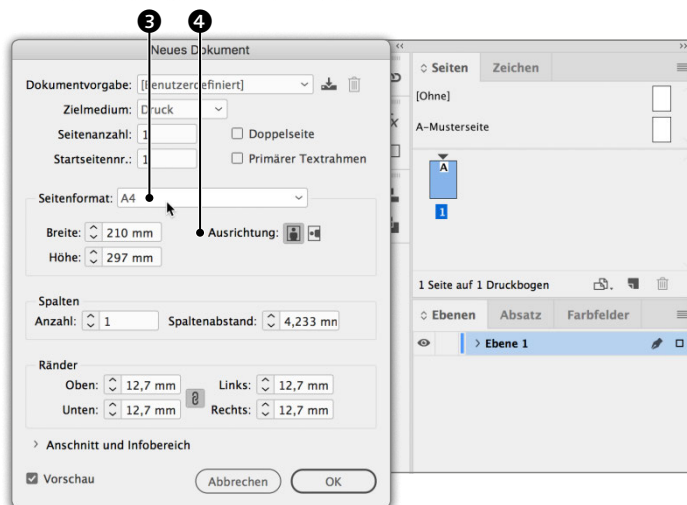 3 4
Neues Dokument
Dokumentvorgabe: [Benutzerdefiniert]
Zielmedium: Druck
Seitenanzahl: 1 Doppelseite
Startseitennr.: 1 Primärer Textrahmen
Seitenformat: A4
Breite: 210 mm Ausrichtung:
Höhe: 297 mm
Spalten
Anzahl: 1 Spaltenabstand: 4,233 mm
Ränder
Oben: 12,7 mm Links: 12,7 mm
Unten: 12,7 mm Rechts: 12,7 mm
> Anschnitt und Infobereich
Vorschau Abbrechen OK
Seiten Zeichen
[Ohne]
A-Musterseite
A
1
1 Seite auf 1 Druckbogen
Ebenen Absatz Farbfelder
> Ebene 1